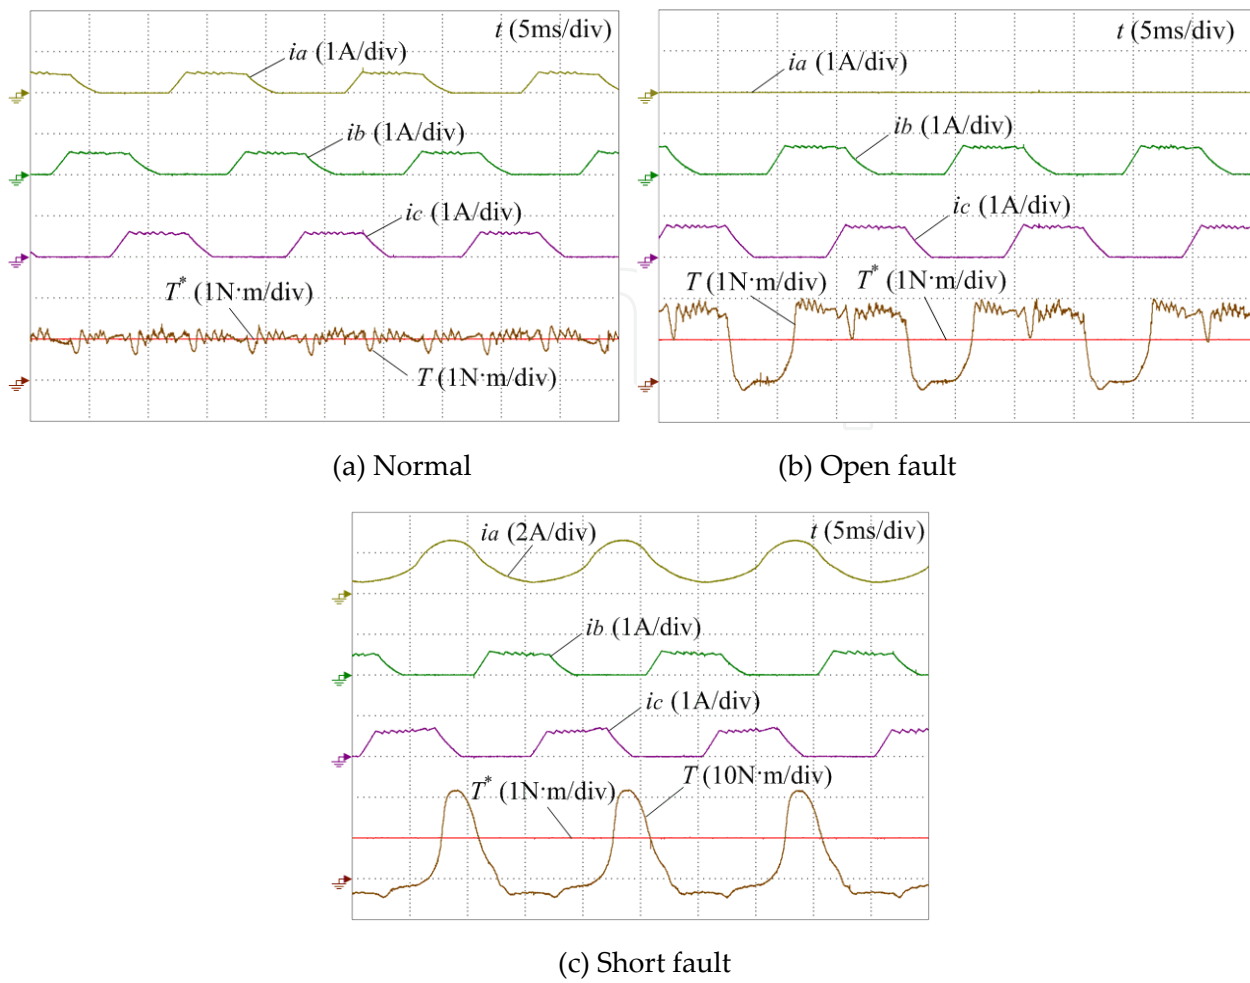 t (5ms/div)
ia (1A/div)
ib (1A/div)
ic (1A/div)
T* (1N·m/div)
T (1N·m/div)
(a) Normal
t (5ms/div)
ia (1A/div)
ib (1A/div)
ic (1A/div)
T (1N·m/div) T* (1N·m/div)
(b) Open fault
ia (2A/div) t (5ms/div)
ib (1A/div)
ic (1A/div)
T* (1N·m/div) T (10N·m/div)
(c) Short fault